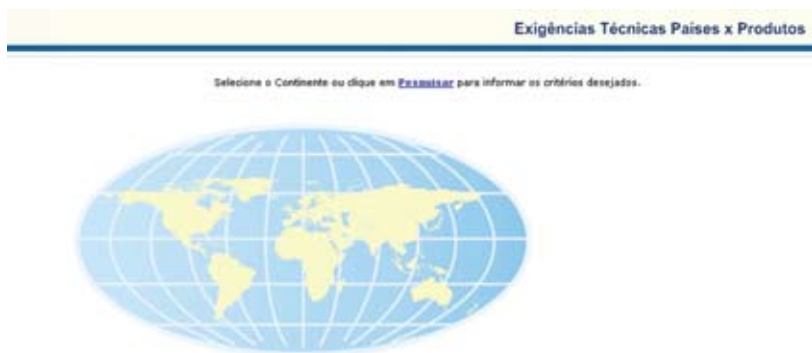 Exigências Técnicas Países x Produtos
Selecione o Continente ou clique em Pesquisar para informar os critérios desejados.